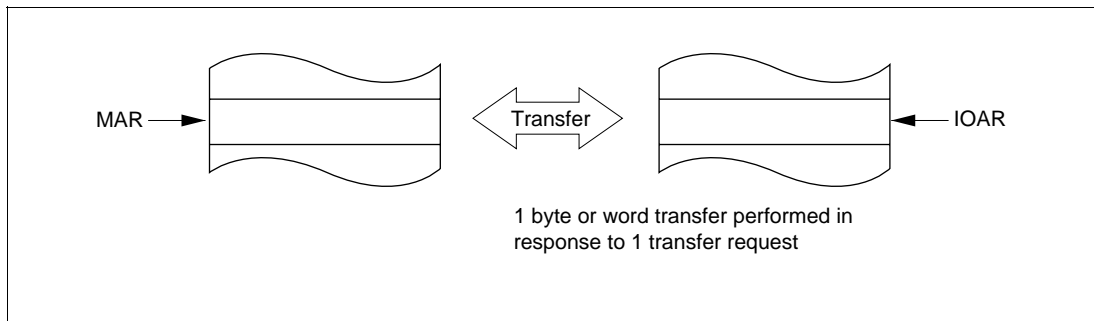 MAR
Transfer
IOAR
1 byte or word transfer performed in
response to 1 transfer request